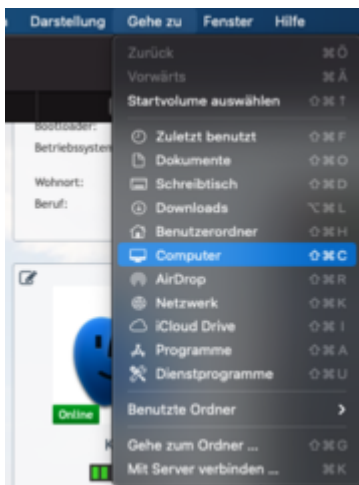 Darstellung Gehe zu Fenster Hilfe
Zurück ⌘Ö
Vorwärts ⌘Ä
Startvolume auswählen ⇧⌘↑
Zuletzt benutzt ⇧⌘F
Dokumente ⇧⌘O
Schreibtisch ⇧⌘D
Downloads ⌥⌘L
Benutzerordner ⇧⌘H
Computer ⇧⌘C
AirDrop ⇧⌘R
Netzwerk ⇧⌘K
iCloud Drive ⇧⌘I
Programme ⇧⌘A
Dienstprogramme ⇧⌘U
Benutzte Ordner
Gehe zum Ordner ... ⇧⌘G
Mit Server verbinden ... ⌘K
Bootloader:
Betriebssystem
Wohnort:
Beruf:
Online
K